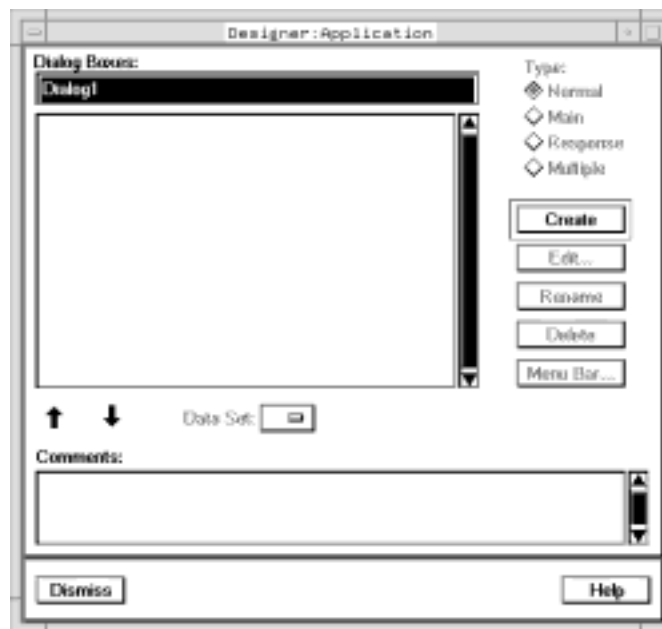 Designer:Application
Dialog Boxes:
Dialog1
Type:
Normal
Main
Response
Multiple
Create
Edit...
Rename
Delete
Menu Bar...
Data Set:
Comments:
Dismiss
Help